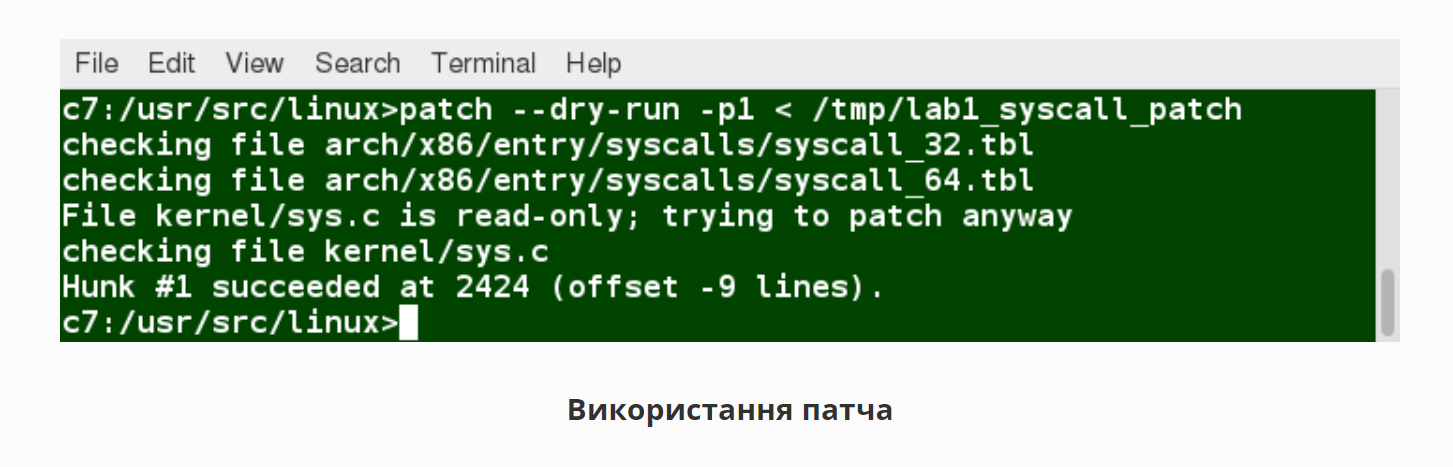 File Edit View Search Terminal Help
c7:/usr/src/linux>patch --dry-run -p1 < /tmp/lab1_syscall_patch
checking file arch/x86/entry/syscalls/syscall_32.tbl
checking file arch/x86/entry/syscalls/syscall_64.tbl
File kernel/sys.c is read-only; trying to patch anyway
checking file kernel/sys.c
Hunk #1 succeeded at 2424 (offset -9 lines).
c7:/usr/src/linux>
Використання патча